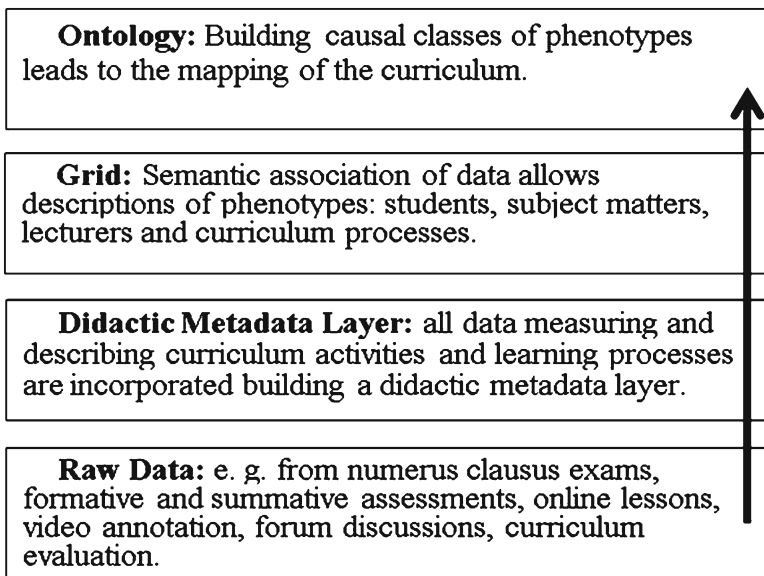 Ontology: Building causal classes of phenotypes
leads to the mapping of the curriculum.
Grid: Semantic association of data allows
descriptions of phenotypes: students, subject matters,
lecturers and curriculum processes.
Didactic Metadata Layer: all data measuring and
describing curriculum activities and learning processes
are incorporated building a didactic metadata layer.
Raw Data: e. g. from numerus clausus exams,
formative and summative assessments, online lessons,
video annotation, forum discussions, curriculum
evaluation.